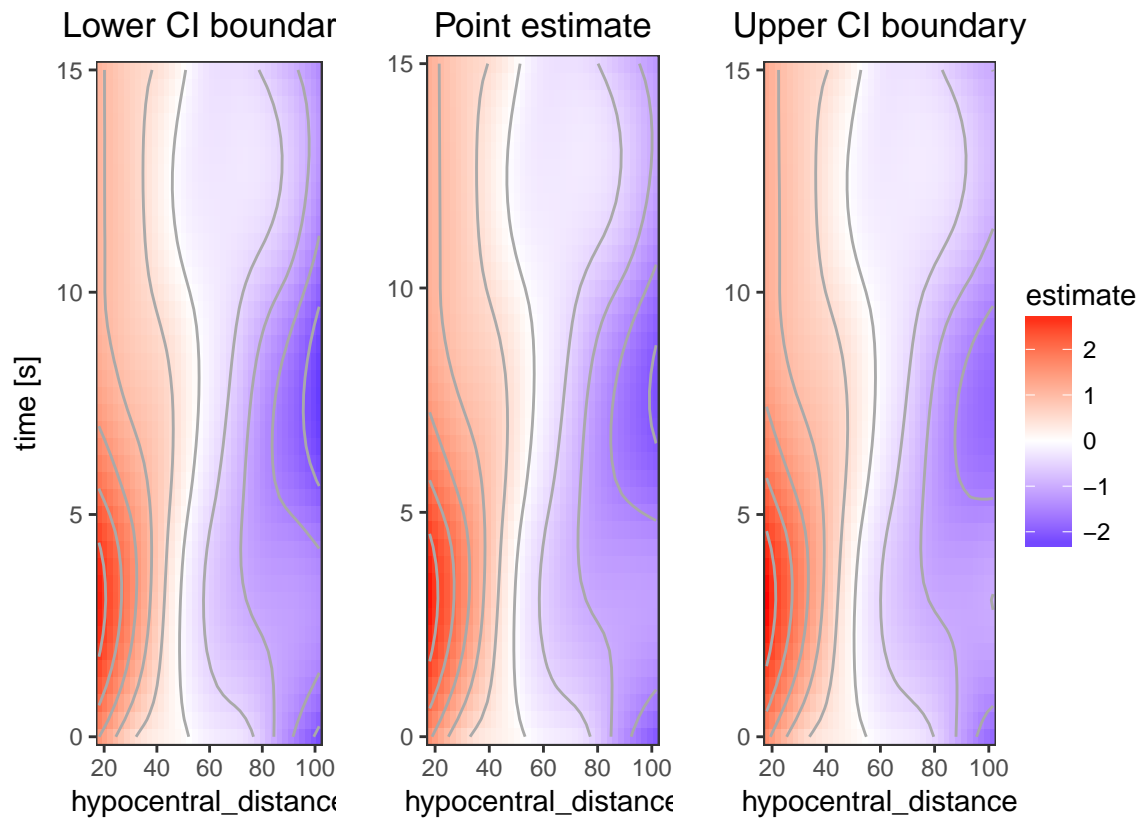 Lower CI boundar
Point estimate
Upper CI boundary
time [s]
15
10
5
0
20 40 60 80 100
hypocentral_distance
15
10
5
0
20 40 60 80 100
hypocentral_distance
15
10
5
0
20 40 60 80 100
hypocentral_distance
estimate
2
1
0
−1
−2